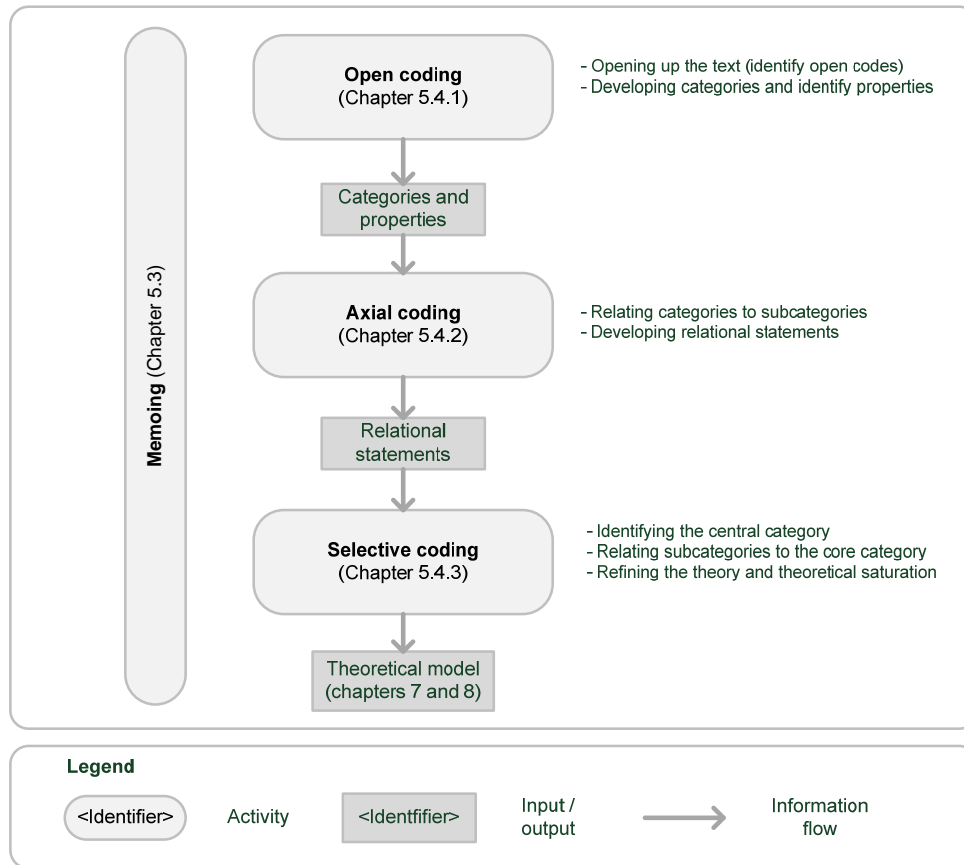 Open coding
(Chapter 5.4.1)
- Opening up the text (identify open codes)
- Developing categories and identify properties
Categories and
properties
Memoing (Chapter 5.3)
Axial coding
(Chapter 5.4.2)
- Relating categories to subcategories
- Developing relational statements
Relational
statements
Selective coding
(Chapter 5.4.3)
- Identifying the central category
- Relating subcategories to the core category
- Refining the theory and theoretical saturation
Theoretical model
(chapters 7 and 8)
Legend
<Identifier>
Activity
<Identfifier>
Input /
output
Information
flow